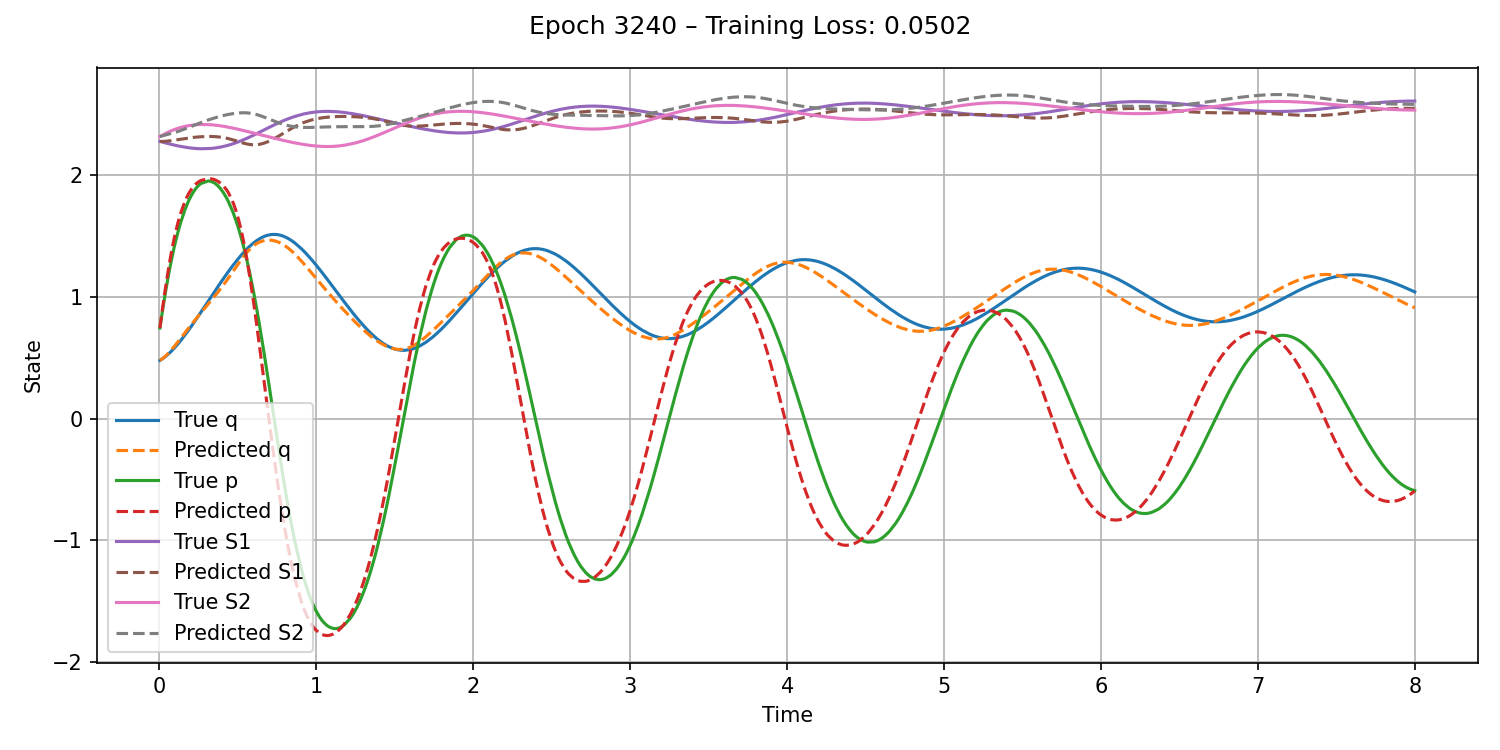 Epoch 3240 – Training Loss: 0.0502
State
2
1
0
−1
−2
True q
Predicted q
True p
Predicted p
True S1
Predicted S1
True S2
Predicted S2
0 1 2 3 4 5 6 7 8
Time